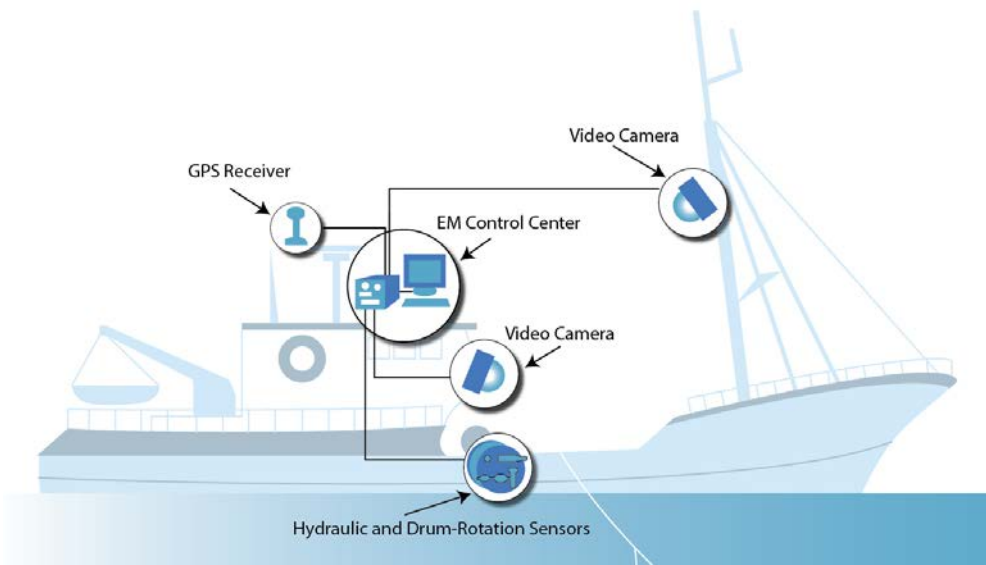 Video Camera
GPS Receiver
EM Control Center
Video Camera
Hydraulic and Drum-Rotation Sensors